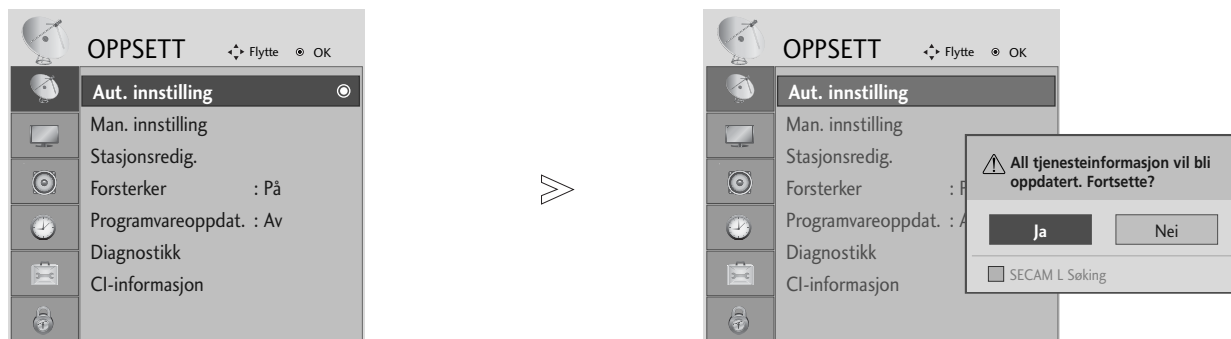 OPPSETT Flytte OK
Aut. innstilling
Man. innstilling
Stasjonsredig.
Forsterker : På
Programvareoppdat. : Av
Diagnostikk
CI-informasjon
OPPSETT Flytte OK
Aut. innstilling
Man. innstilling
Stasjonsredig.
Forsterker :
Programvareoppdat. :
Diagnostikk
CI-informasjon
All tjenesteinformasjon vil bli
oppdatert. Fortsette?
Ja Nei
SECAM L Søking